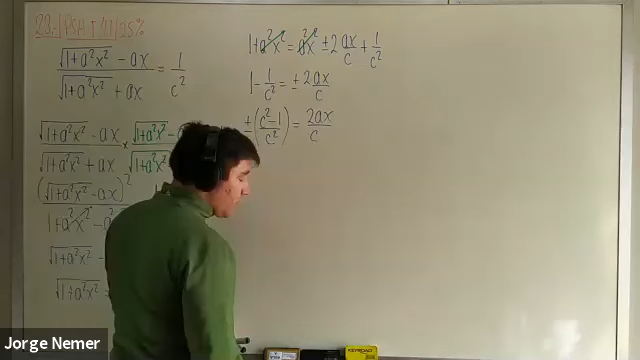 (√(1+a²x²) - ax) / (√(1+a²x²) + ax) = 1/c²
(√(1+a²x²) - ax) / (√(1+a²x²) + ax) × √(1+a²x²) - / √(1+a²x²)
(√(1+a²x²) - ax)²
1+a²x² - a²
√(1+a²x²) -
√(1+a²x²)
1+a²x² = a²x² ± 2 ax/c + 1/c²
1 - 1/c² = ± 2ax/c
± ((c²-1)/c²) = 2ax/c
Jorge Nemer